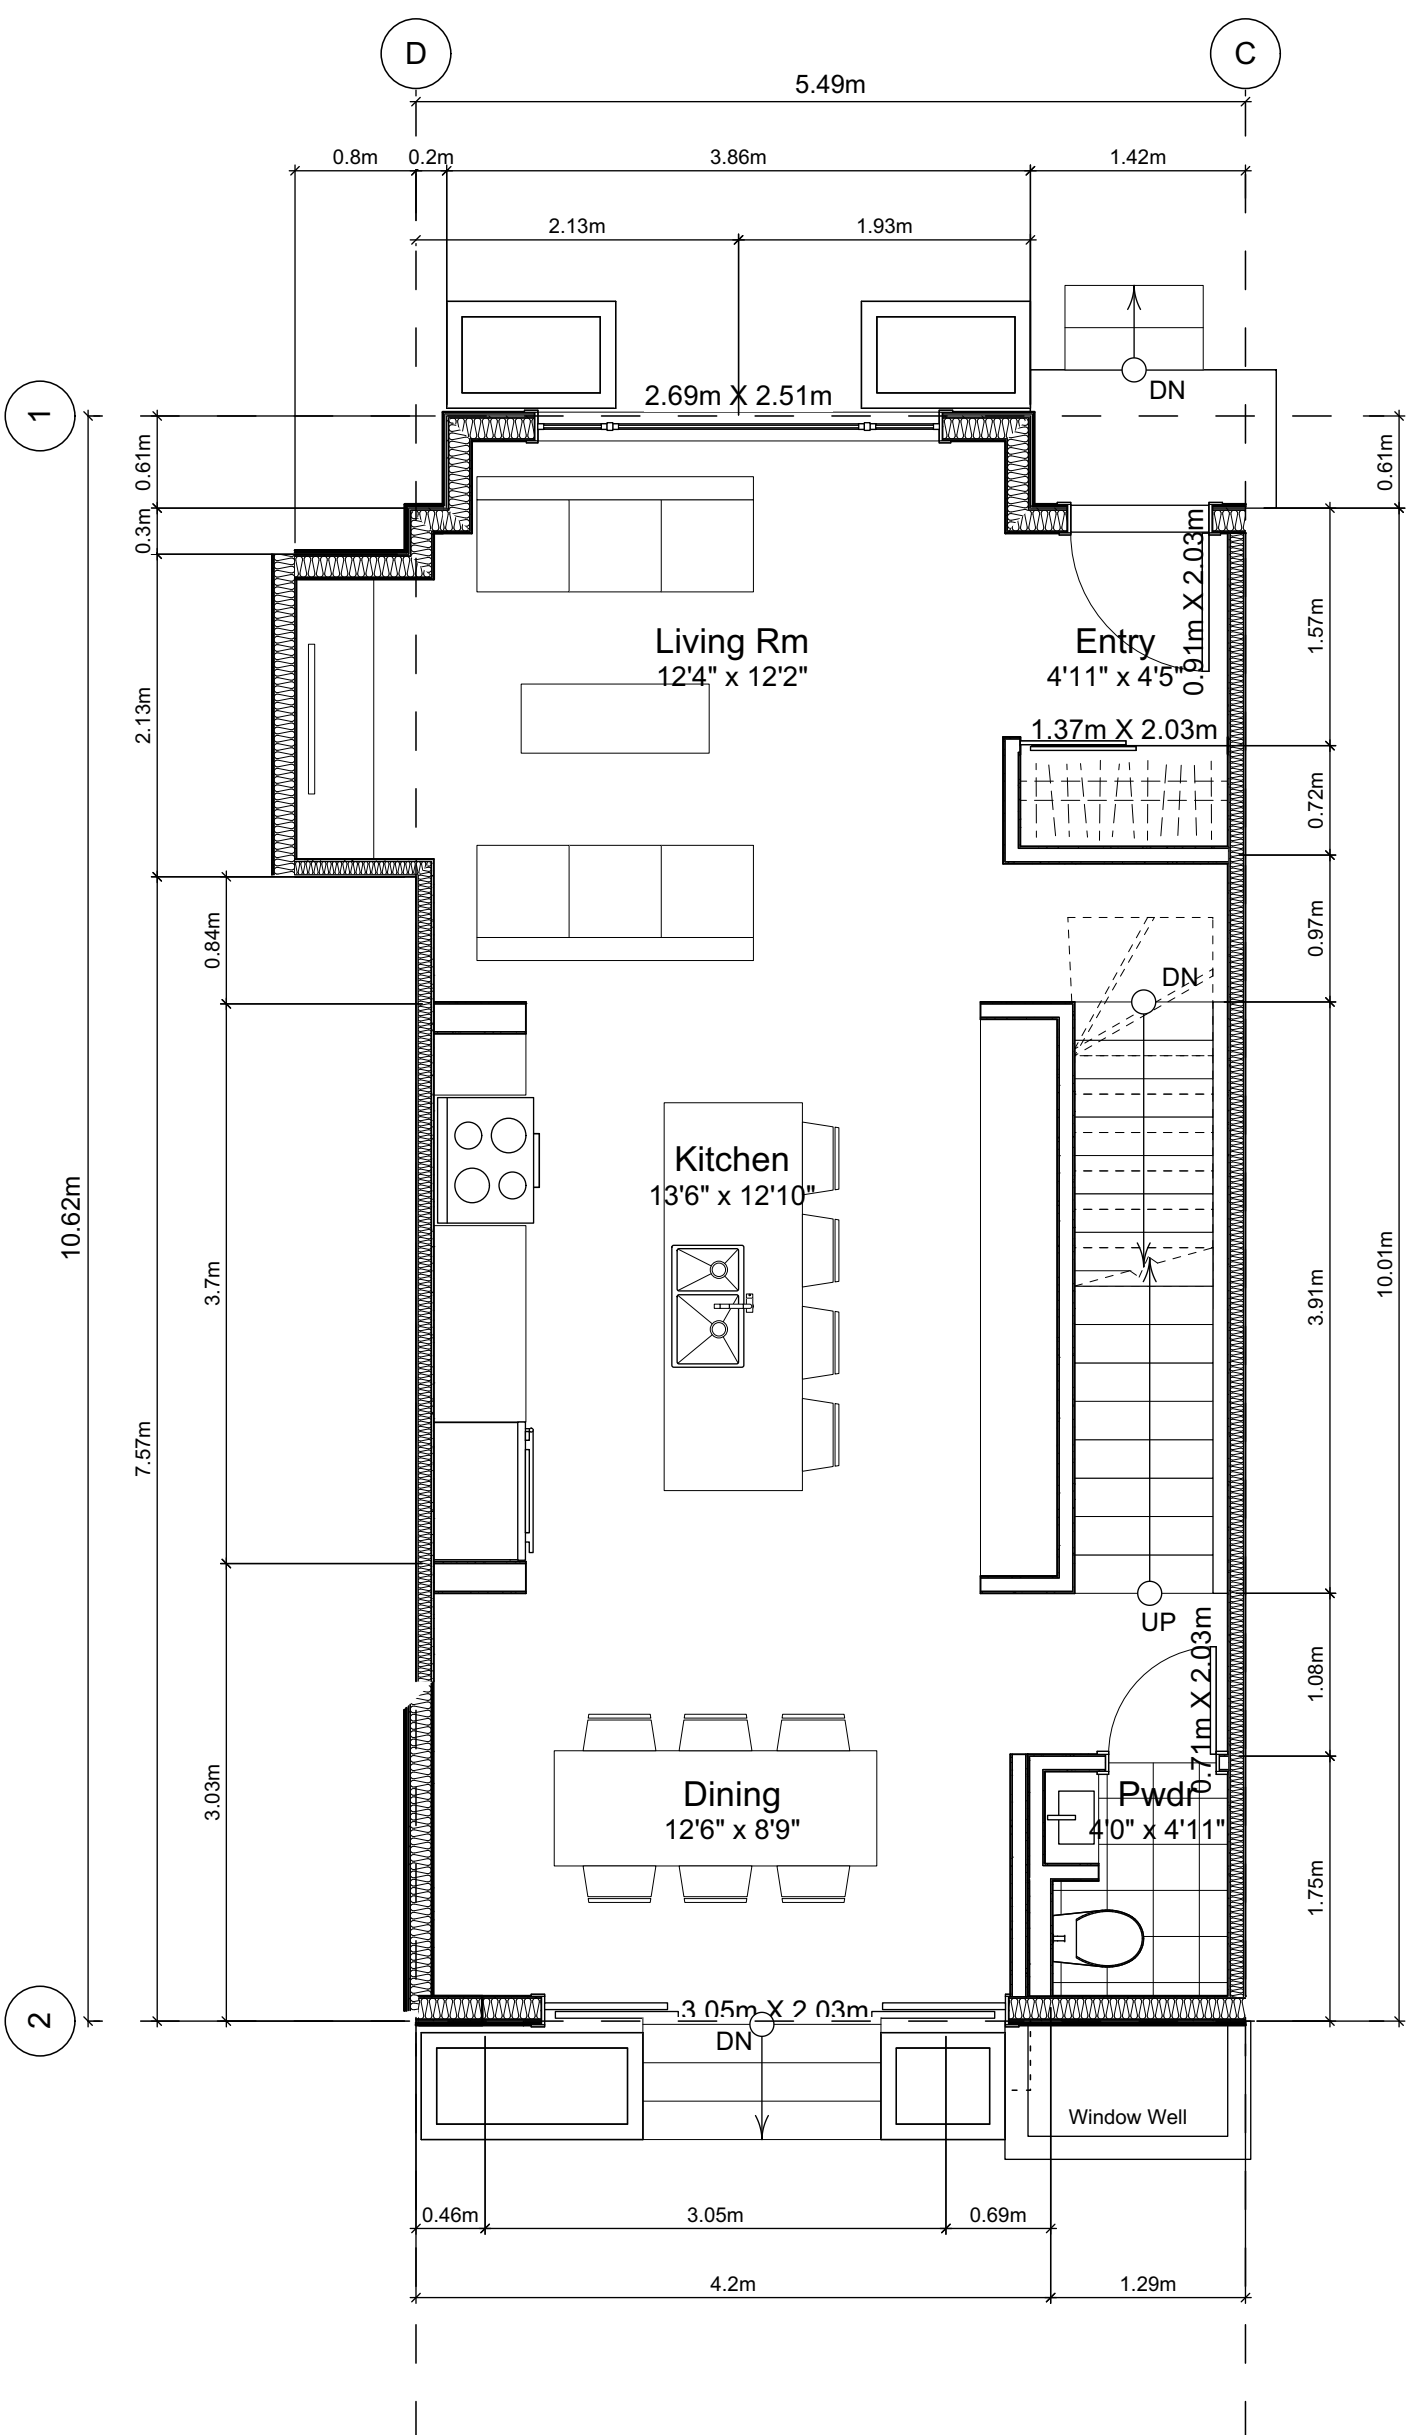 D
C
5.49m
0.8m
0.2m
3.86m
1.42m
2.13m
1.93m
DN
2.69m X 2.51m
1
0.61m
0.61m
0.3m
0.91m X 2.03m
1.57m
Living Rm
12'4" x 12'2"
Entry
4'11" x 4'5"
2.13m
1.37m X 2.03m
0.72m
0.84m
0.97m
DN
Kitchen
13'6" x 12'10"
10.62m
3.7m
10.01m
3.91m
7.57m
UP
0.71m X 2.03m
1.08m
3.03m
Dining
12'6" x 8'9"
Pwdr
4'0" x 4'11"
1.75m
2
3.05m X 2.03m
DN
Window Well
0.46m
3.05m
0.69m
4.2m
1.29m